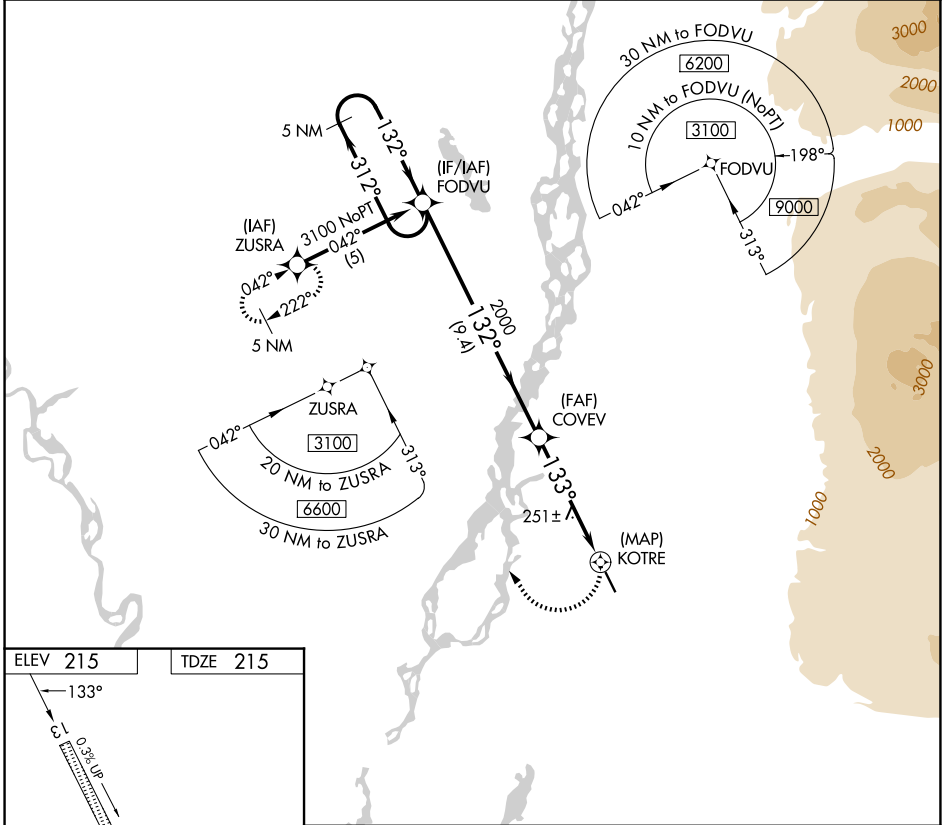 3000
2000
1000
30 NM to FODVU
6200
10 NM to FODVU (NoPT)
3100
198°
FODVU
042°
9000
313°
5 NM
132°
312°
(IF/IAF)
FODVU
(IAF)
ZUSRA
3100 NoPT
042°
(5)
042°
222°
5 NM
2000
132°
(9.4)
ZUSRA
042°
3100
313°
20 NM to ZUSRA
6600
30 NM to ZUSRA
(FAF)
COVEV
133°
251±
(MAP)
KOTRE
3000
2000
1000
ELEV 215
TDZE 215
133°
13
0.3% UP